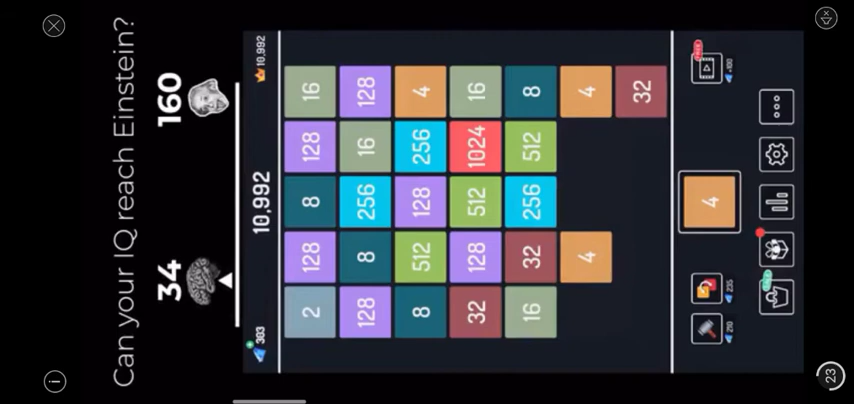 Can your IQ reach Einstein?
34 160
303 10,992 10,992
2 128 8 128 16
128 8 256 16 128
8 512 128 256 4
32 128 512 1024 16
16 32 256 512 8
4 4
32
4
210 235 +100
23